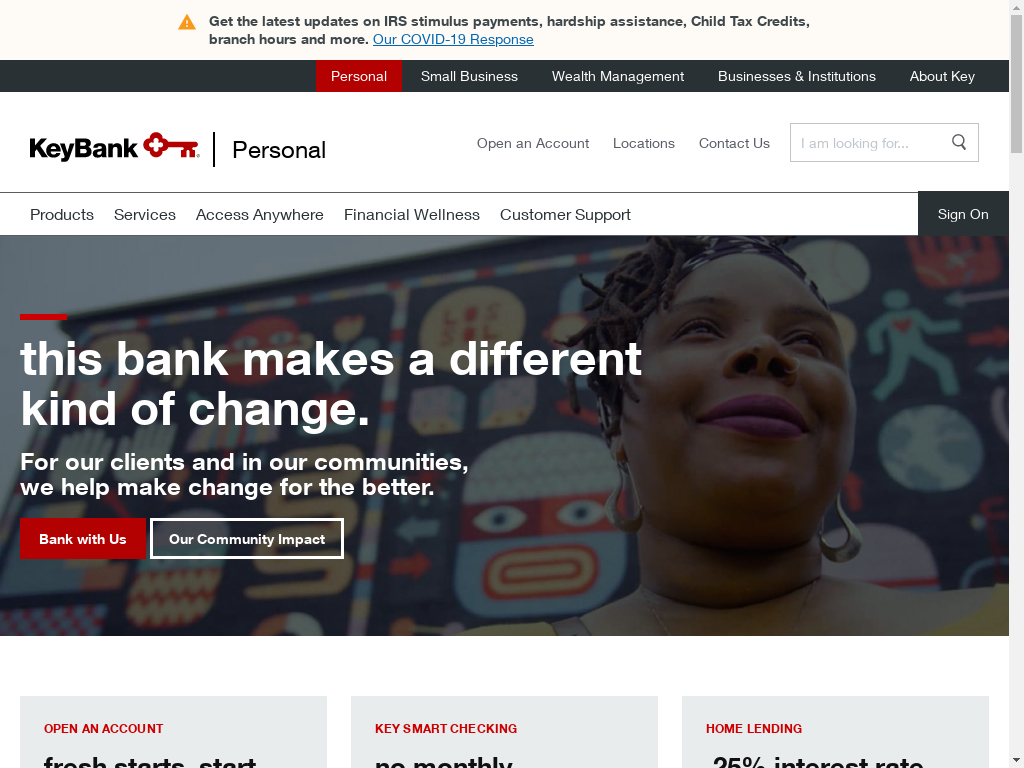 Get the latest updates on IRS stimulus payments, hardship assistance, Child Tax Credits,
branch hours and more. Our COVID-19 Response
Personal
Small Business
Wealth Management
Businesses & Institutions
About Key
KeyBank
Personal
Open an Account
Locations
Contact Us
I am looking for...
Products
Services
Access Anywhere
Financial Wellness
Customer Support
Sign On
this bank makes a different
kind of change.
For our clients and in our communities,
we help make change for the better.
Bank with Us
Our Community Impact
OPEN AN ACCOUNT
KEY SMART CHECKING
HOME LENDING
fresh starts, start
no monthly
.25% interest rate